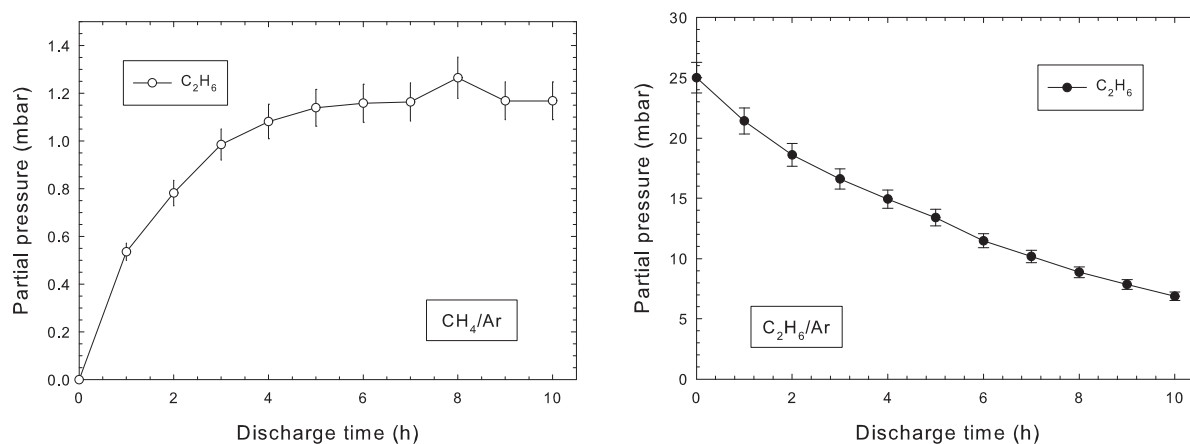 1.4
1.2
1.0
0.8
0.6
0.4
0.2
0.0
Partial pressure (mbar)
C₂H₆
CH₄/Ar
0 2 4 6 8 10
Discharge time (h)
30
25
20
15
10
5
0
Partial pressure (mbar)
C₂H₆
C₂H₆/Ar
0 2 4 6 8 10
Discharge time (h)